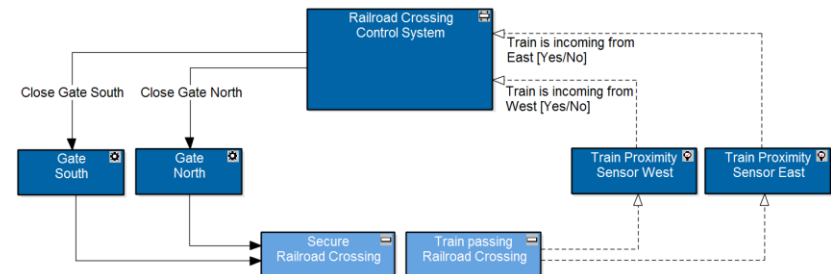 Railroad Crossing
Control System
Train is incoming from
East [Yes/No]
Train is incoming from
West [Yes/No]
Close Gate South
Close Gate North
Gate
South
Gate
North
Train Proximity
Sensor West
Train Proximity
Sensor East
Secure
Railroad Crossing
Train passing
Railroad Crossing